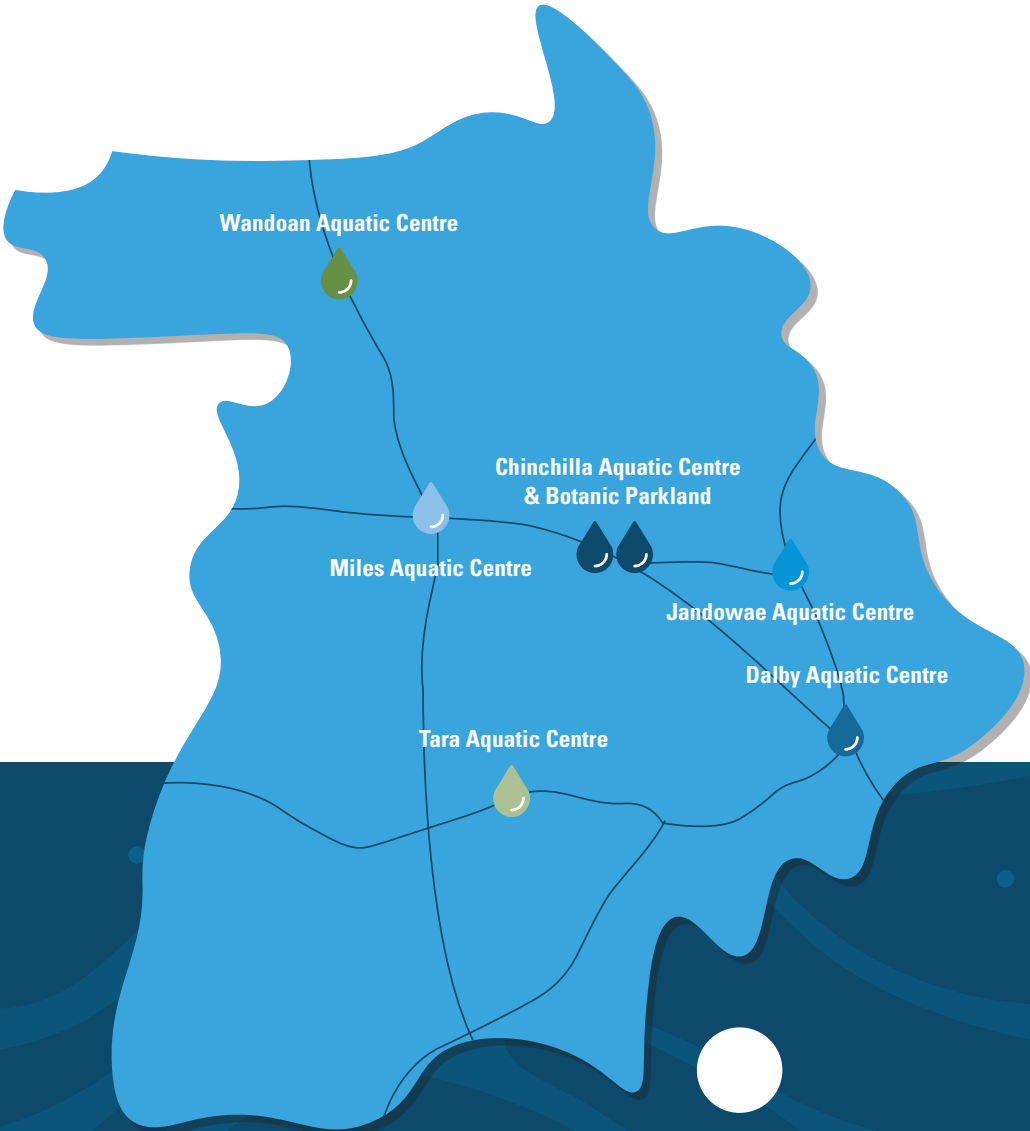 Wandoan Aquatic Centre
Chinchilla Aquatic Centre
& Botanic Parkland
Miles Aquatic Centre
Jandowae Aquatic Centre
Dalby Aquatic Centre
Tara Aquatic Centre